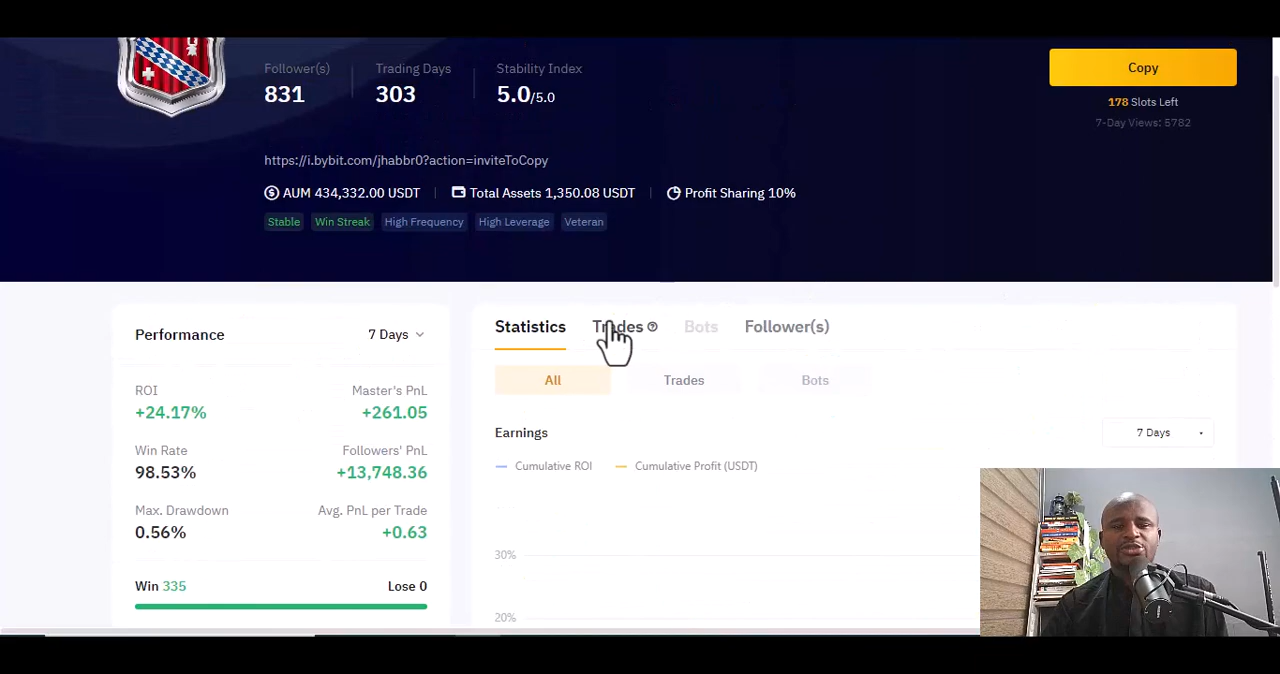 Follower(s) Trading Days Stability Index
831 303 5.0/5.0
Copy
178 Slots Left
7-Day Views: 5782
https://i.bybit.com/jhabbr0?action=inviteToCopy
AUM 434,332.00 USDT Total Assets 1,350.08 USDT Profit Sharing 10%
Stable Win Streak High Frequency High Leverage Veteran
Performance 7 Days
ROI Master's PnL
+24.17% +261.05
Win Rate Followers' PnL
98.53% +13,748.36
Max. Drawdown Avg. PnL per Trade
0.56% +0.63
Win 335 Lose 0
Statistics Trades Bots Follower(s)
All Trades Bots
Earnings 7 Days
Cumulative ROI Cumulative Profit (USDT)
30%
20%